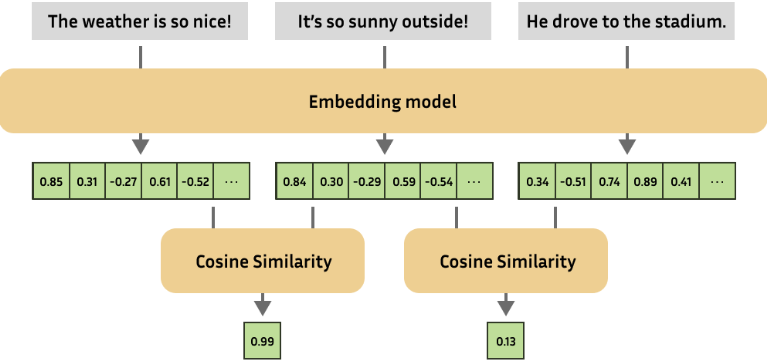 The weather is so nice!
It's so sunny outside!
He drove to the stadium.
Embedding model
0.85 0.31 -0.27 0.61 -0.52 ...
0.84 0.30 -0.29 0.59 -0.54 ...
0.34 -0.51 0.74 0.89 0.41 ...
Cosine Similarity
Cosine Similarity
0.99
0.13